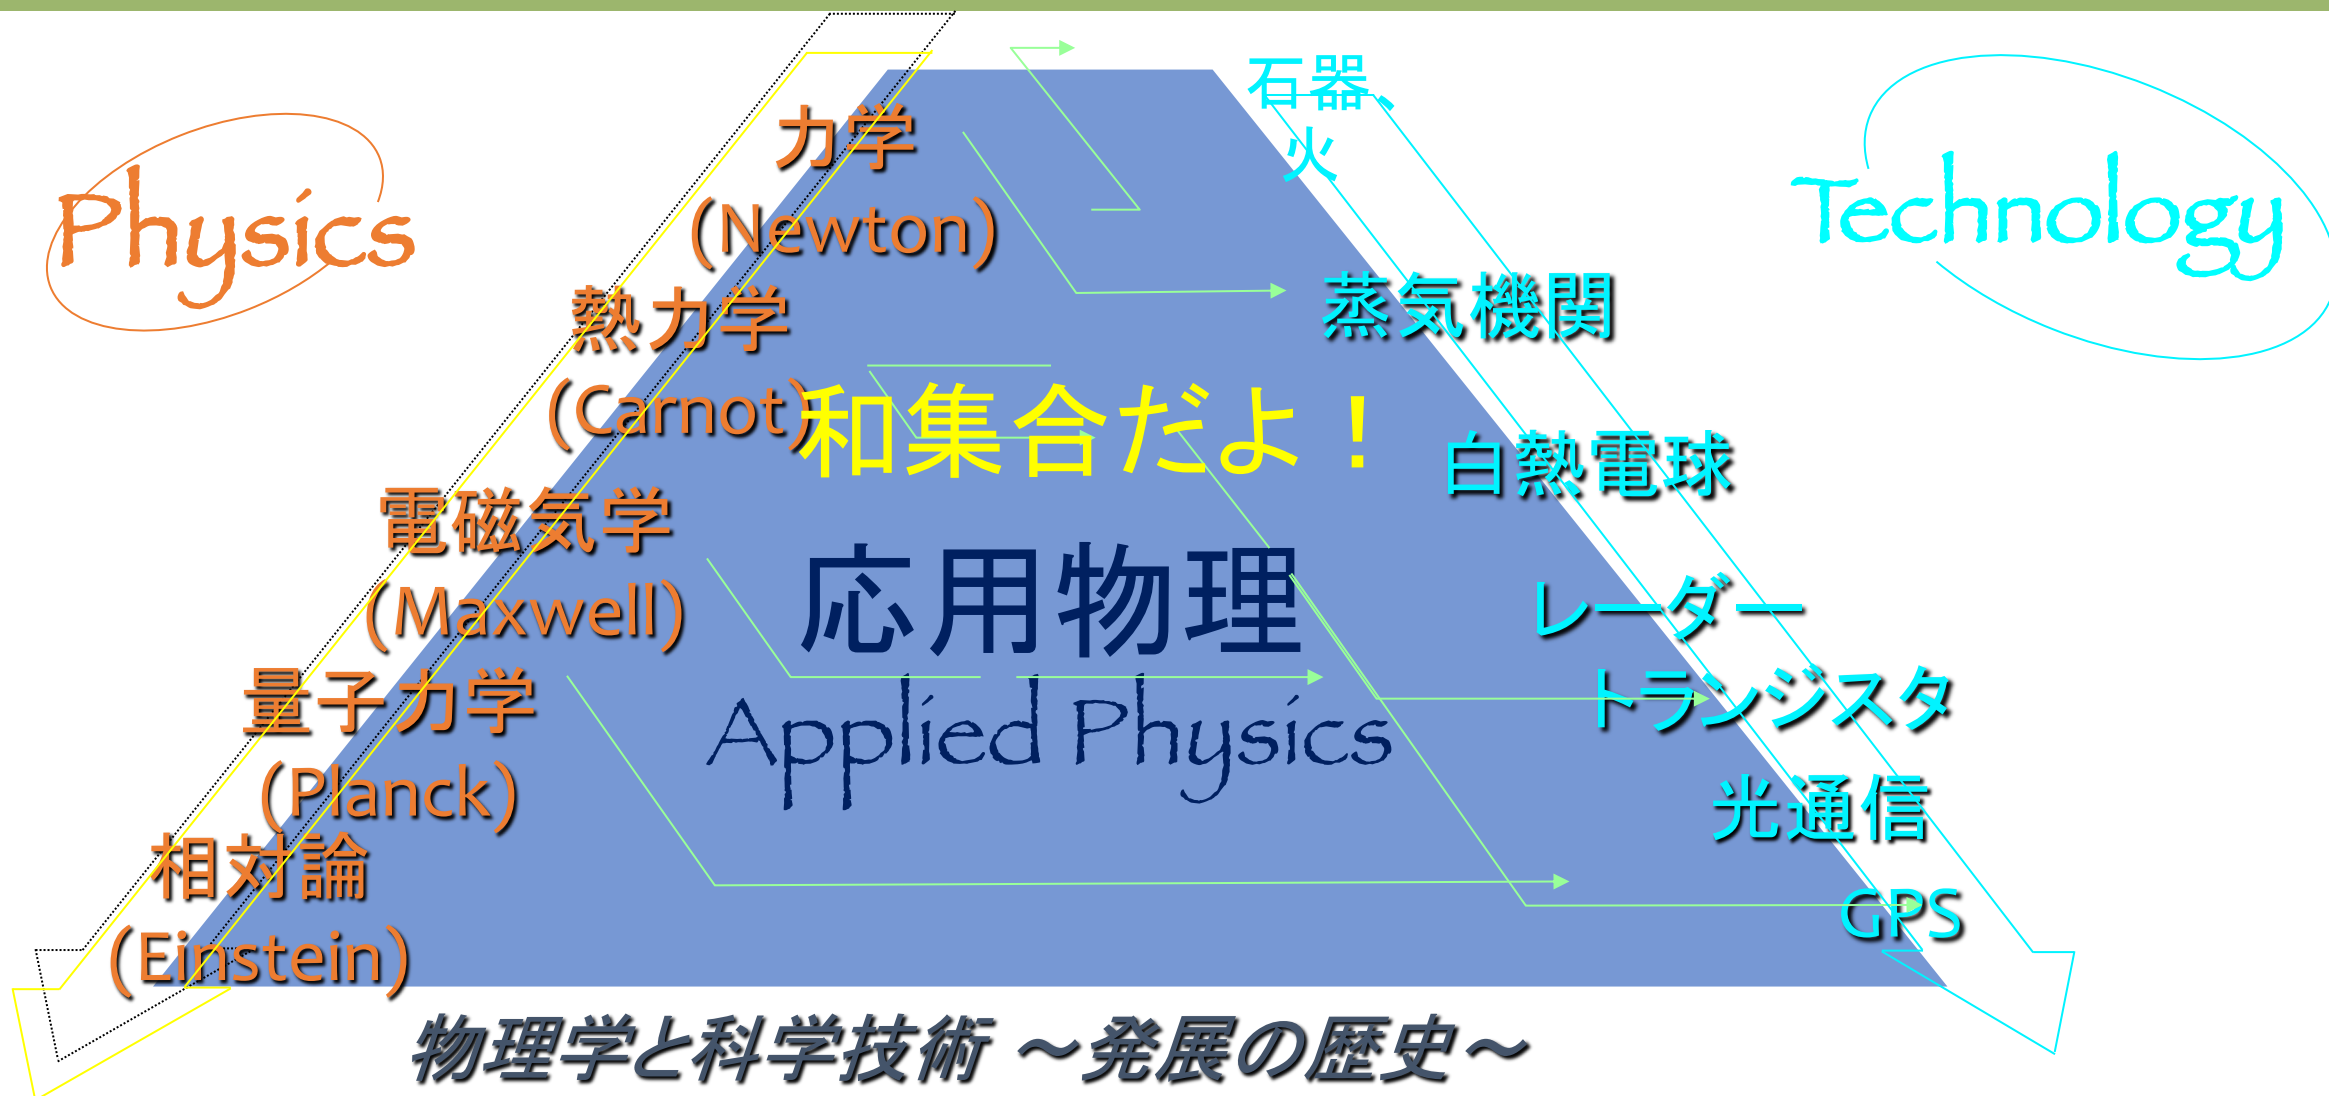 Physics
力学
(Newton)
熱力学
(Carnot)
電磁気学
(Maxwell)
量子力学
(Planck)
相対論
(Einstein)
和集合だよ！
応用物理
Applied Physics
Technology
石器、
火
蒸気機関
白熱電球
レーダー
トランジスタ
光通信
GPS
物理学と科学技術 ～発展の歴史～